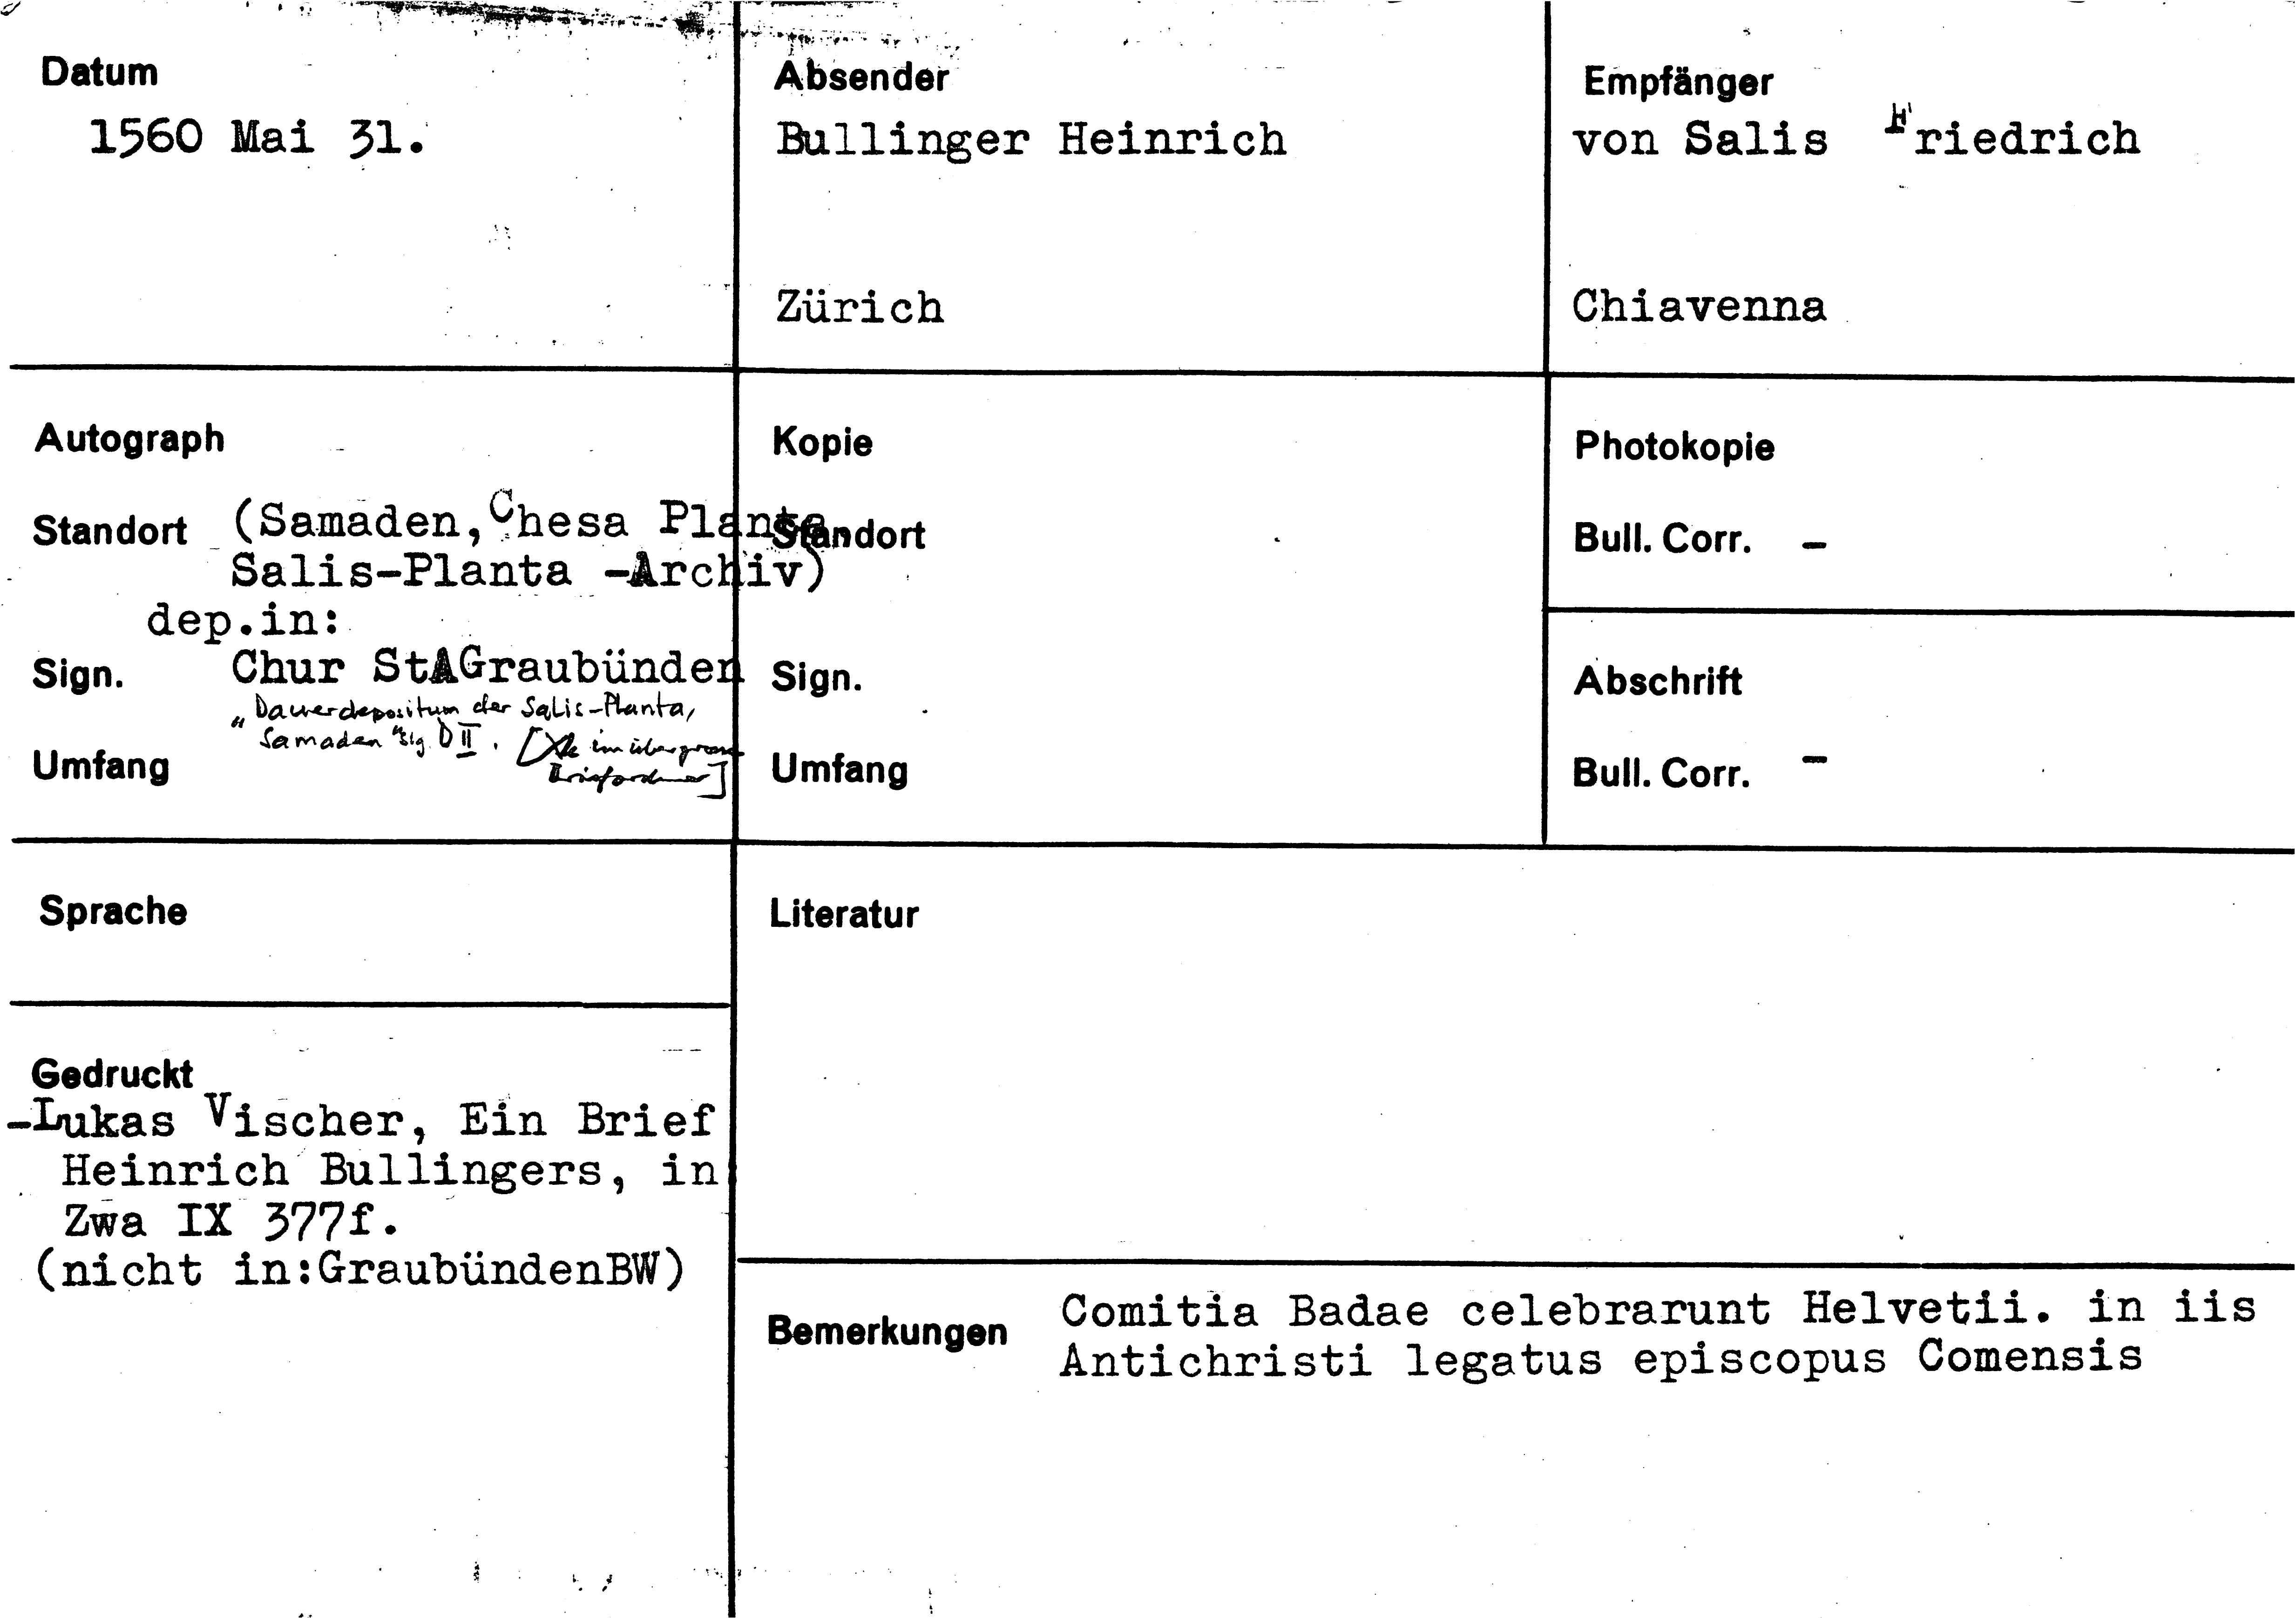 Datum
1560 Mai 31.
Absender
Bullinger Heinrich
Zürich
Empfänger
von Salis Friedrich
Chiavenna
Autograph
Standort (Samaden, Chesa Planta,
Salis-Planta -Archiv)
dep.in:
Sign. Chur StAGraubünden
"Dauerdepositum der Salis-Planta,
Samaden" Sig. D II. [Xk im übergrossen
Umfang Briefordner]
Kopie
Standort
Sign.
Umfang
Photokopie
Bull. Corr. –
Abschrift
Bull. Corr. –
Sprache
Gedruckt
-Lukas Vischer, Ein Brief
Heinrich Bullingers, in
Zwa IX 377f.
(nicht in:GraubündenBW)
Literatur
Bemerkungen Comitia Badae celebrarunt Helvetii. in iis
Antichristi legatus episcopus Comensis